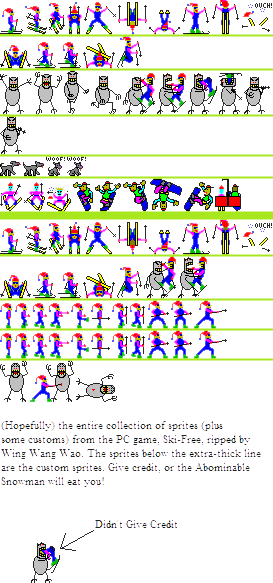 OUCH!
WOOF!WOOF!
OUCH!
(Hopefully) the entire collection of sprites (plus
some customs) from the PC game, Ski-Free, ripped by
Wing Wang Wao. The sprites below the extra-thick line
are the custom sprites. Give credit, or the Abominable
Snowman will eat you!
Didn't Give Credit